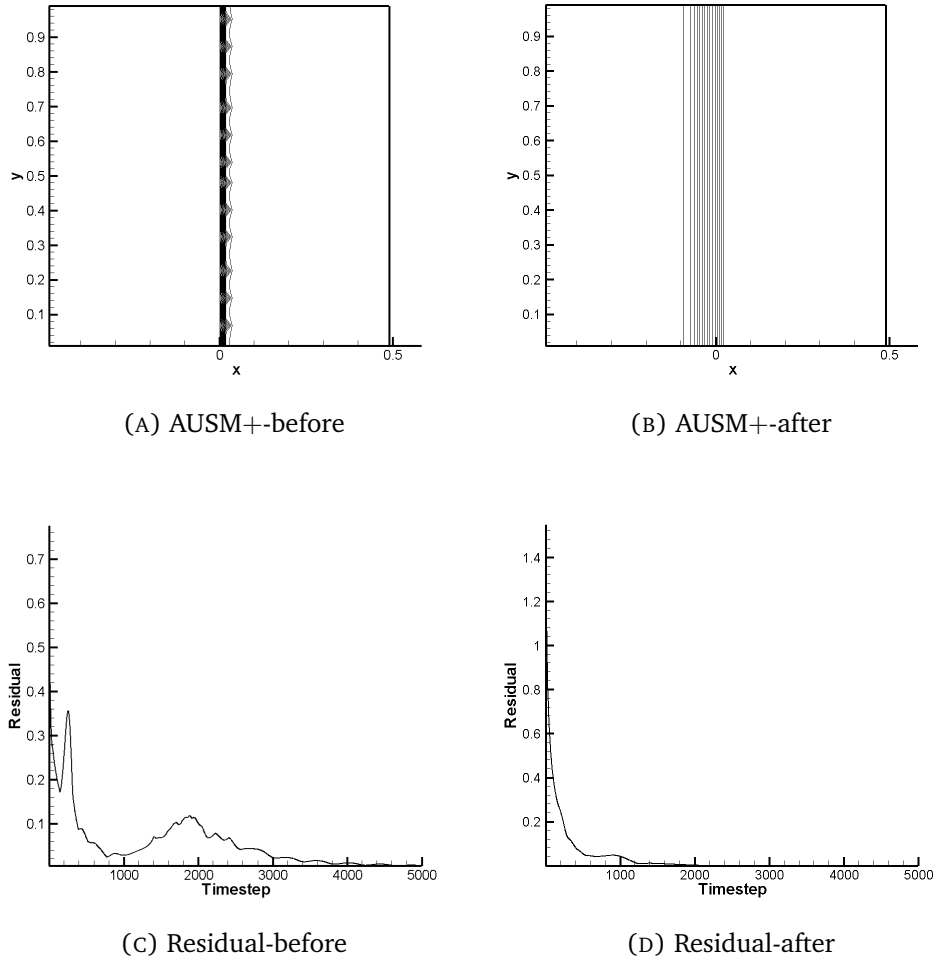 0.9
0.8
0.7
0.6
0.5
0.4
0.3
0.2
0.1
y
0
0.5
x
(A) AUSM+-before
0.9
0.8
0.7
0.6
0.5
0.4
0.3
0.2
0.1
y
0
0.5
x
(B) AUSM+-after
0.7
0.6
0.5
0.4
0.3
0.2
0.1
Residual
1000 2000 3000 4000 5000
Timestep
(C) Residual-before
1.4
1.2
1
0.8
0.6
0.4
0.2
Residual
1000 2000 3000 4000 5000
Timestep
(D) Residual-after